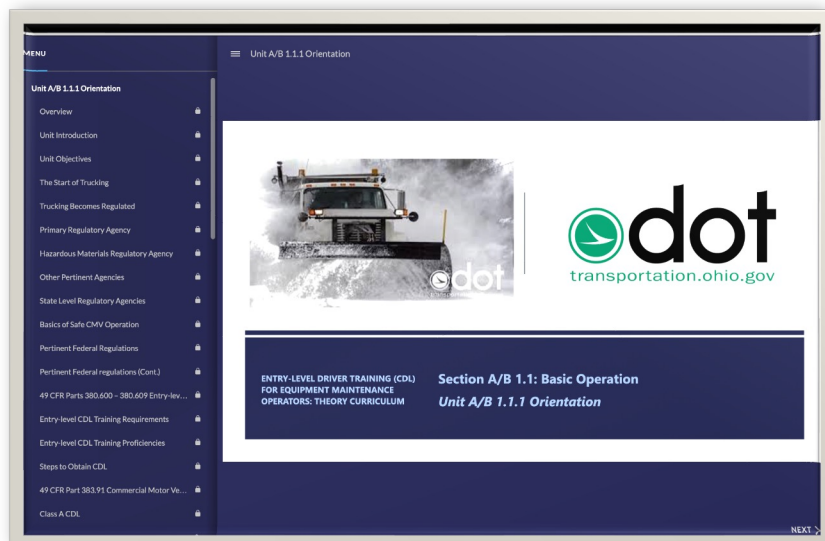 MENU
Unit A/B 1.1.1 Orientation
Overview
Unit Introduction
Unit Objectives
The Start of Trucking
Trucking Becomes Regulated
Primary Regulatory Agency
Hazardous Materials Regulatory Agency
Other Pertinent Agencies
State Level Regulatory Agencies
Basics of Safe CMV Operation
Pertinent Federal Regulations
Pertinent Federal regulations (Cont.)
49 CFR Parts 380.600 – 380.609 Entry-lev...
Entry-level CDL Training Requirements
Entry-level CDL Training Proficiencies
Steps to Obtain CDL
49 CFR Part 383.91 Commercial Motor Ve...
Class A CDL
Unit A/B 1.1.1 Orientation
odot
odot
transportation.ohio.gov
ENTRY-LEVEL DRIVER TRAINING (CDL)
FOR EQUIPMENT MAINTENANCE
OPERATORS: THEORY CURRICULUM
Section A/B 1.1: Basic Operation
Unit A/B 1.1.1 Orientation
NEXT